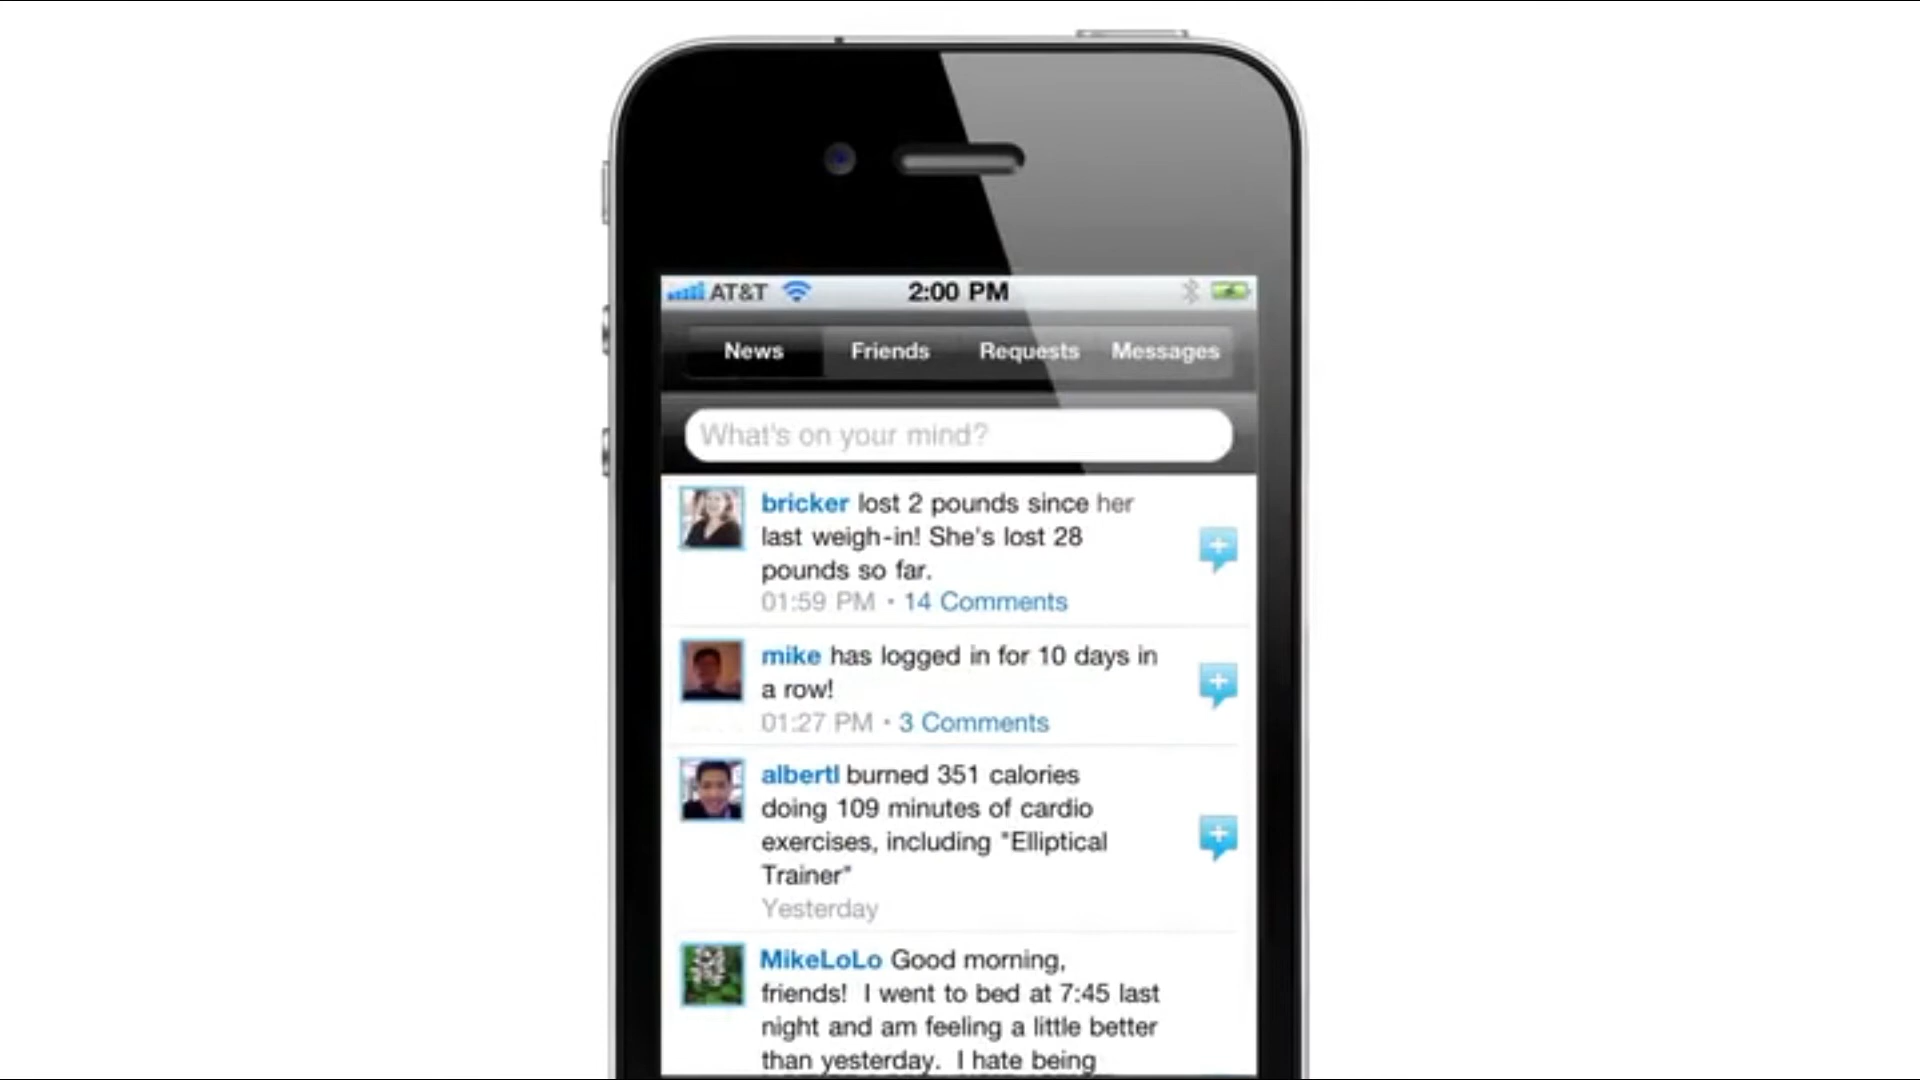 AT&T 2:00 PM
News Friends Requests Messages
What's on your mind?
bricker lost 2 pounds since her
last weigh-in! She's lost 28
pounds so far.
01:59 PM • 14 Comments
mike has logged in for 10 days in
a row!
01:27 PM • 3 Comments
albertl burned 351 calories
doing 109 minutes of cardio
exercises, including "Elliptical
Trainer"
Yesterday
MikeLoLo Good morning,
friends! I went to bed at 7:45 last
night and am feeling a little better
than yesterday. I hate being